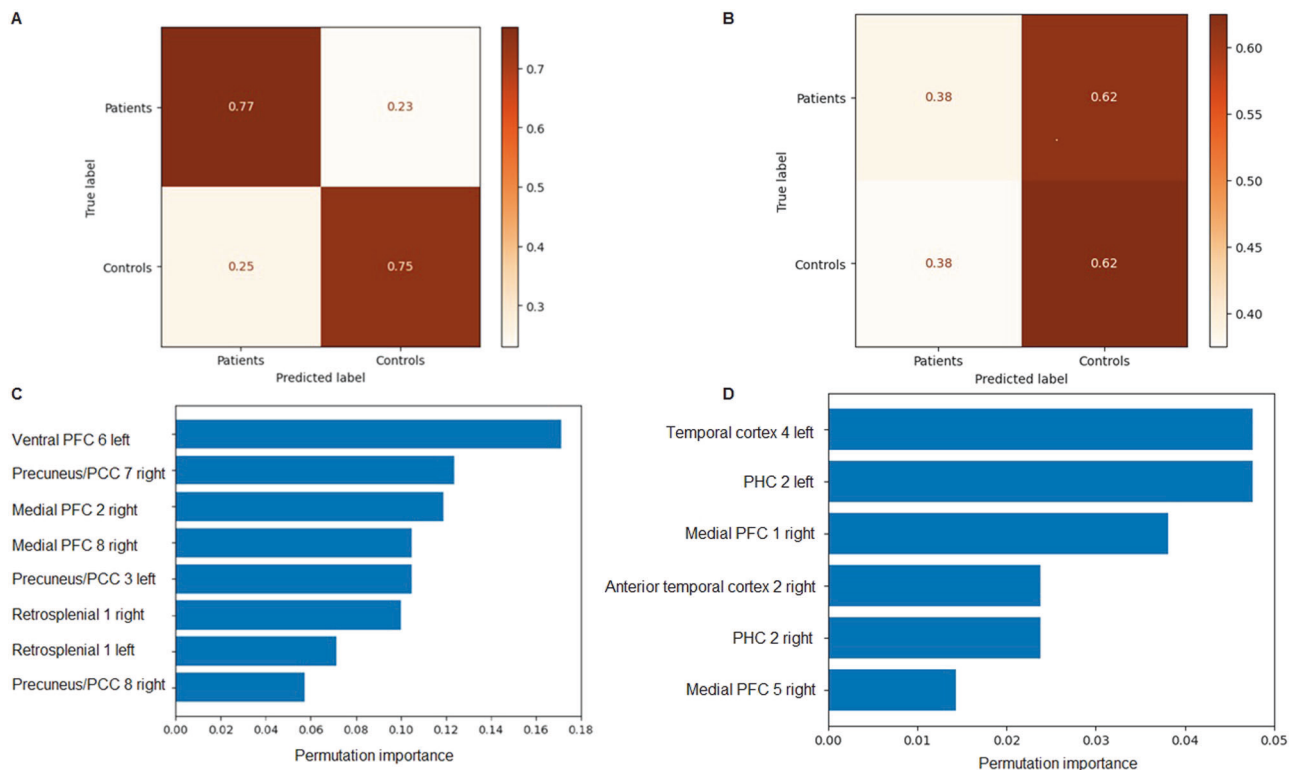 A
Patients
Controls
True label
0.77
0.23
0.25
0.75
Patients
Controls
Predicted label
0.7
0.6
0.5
0.4
0.3
B
Patients
Controls
True label
0.38
0.62
0.38
0.62
Patients
Controls
Predicted label
0.60
0.55
0.50
0.45
0.40
C
Ventral PFC 6 left
Precuneus/PCC 7 right
Medial PFC 2 right
Medial PFC 8 right
Precuneus/PCC 3 left
Retrosplenial 1 right
Retrosplenial 1 left
Precuneus/PCC 8 right
0.00 0.02 0.04 0.06 0.08 0.10 0.12 0.14 0.16 0.18
Permutation importance
D
Temporal cortex 4 left
PHC 2 left
Medial PFC 1 right
Anterior temporal cortex 2 right
PHC 2 right
Medial PFC 5 right
0.00 0.01 0.02 0.03 0.04 0.05
Permutation importance